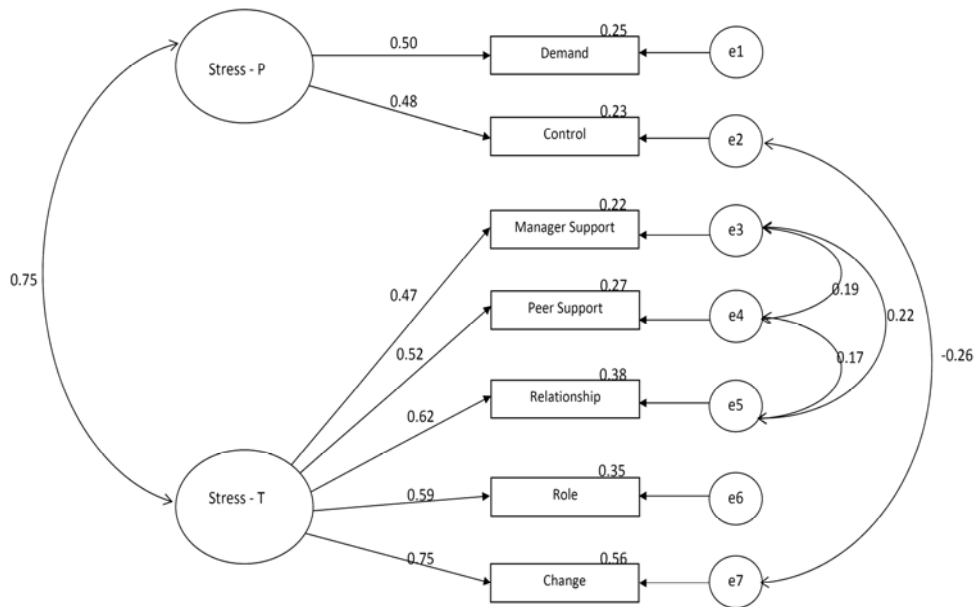 0.25
0.50
Demand
e1
Stress - P
0.48
0.23
Control
e2
0.22
Manager Support
e3
0.75
0.47
0.19
0.27
Peer Support
e4
0.22
0.52
0.17
-0.26
0.38
Relationship
e5
0.62
0.35
Stress - T
0.59
Role
e6
0.75
0.56
Change
e7